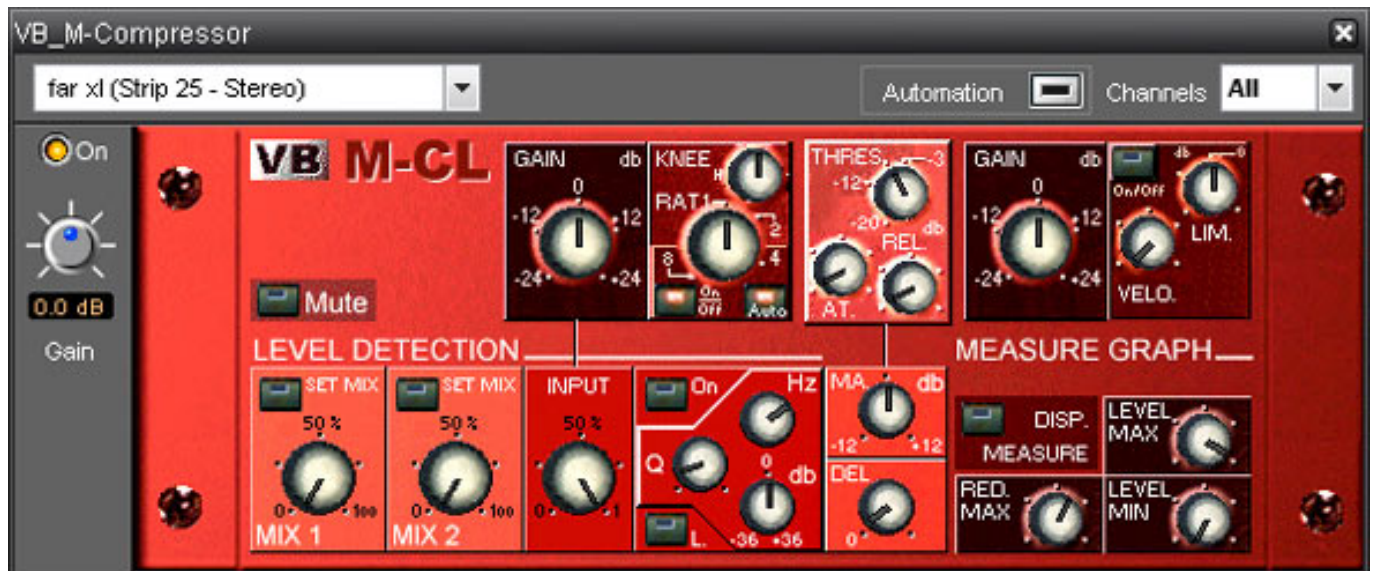 VB_M-Compressor
far xl (Strip 25 - Stereo)
Automation
Channels All
On
0.0 dB
Gain
VB M-CL
Mute
GAIN db
0
-12 +12
-24 +24
KNEE
H
RAT1
2
8 4
On Off Auto
THRES. -3
-12
-20 db
REL.
AT.
GAIN db
0
-12 +12
-24 +24
On/Off
db 0
LIM.
VELO.
LEVEL DETECTION
SET MIX
50 %
0 100
MIX 1
SET MIX
50 %
0 100
MIX 2
INPUT
50 %
0 1
On Hz
Q
0 db
L. -36 +36
MA. db
-12 +12
DEL
0
MEASURE GRAPH
DISP.
MEASURE
LEVEL
MAX
RED.
MAX
LEVEL
MIN